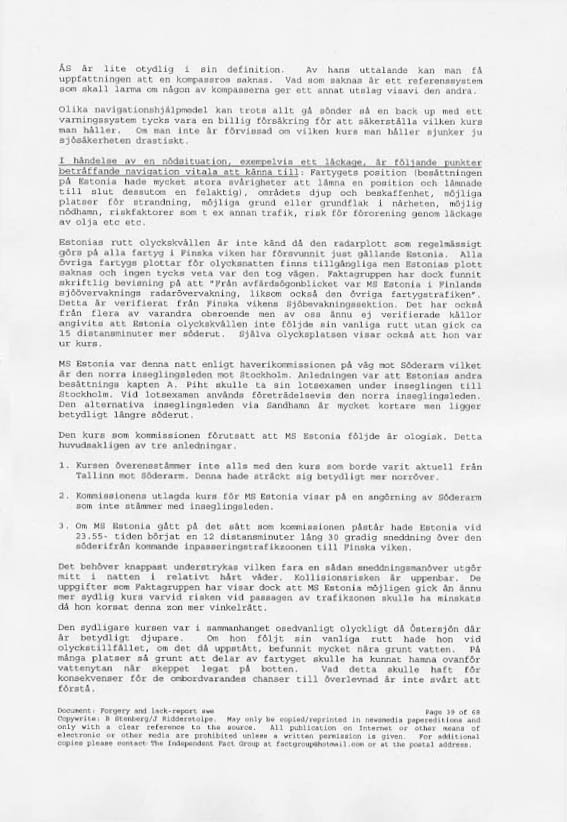 ÅS är lite otydlig i sin definition. Av hans uttalande kan man få
uppfattningen att en kompassros saknas. Vad som saknas är ett referenssystem
som skall larma om någon av kompasserna ger ett annat utslag visavi den andra.
Olika navigationshjälpmedel kan trots allt gå sönder så en back up med ett
varningssystem tycks vara en billig försäkring för att säkerställa vilken kurs
man håller. Om man inte är förvissad om vilken kurs man håller sjunker ju
sjösäkerheten drastiskt.
I händelse av en nödsituation, exempelvis ett läckage, är följande punkter
beträffande navigation vitala att känna till: Fartygets position (besättningen
på Estonia hade mycket stora svårigheter att lämna en position och lämnade
till slut dessutom en felaktig), områdets djup och beskaffenhet, möjliga
platser för strandning, möjliga grund eller grundflak i närheten, möjlig
nödhamn, riskfaktorer som t ex annan trafik, risk för förorening genom läckage
av olja etc etc.
Estonias rutt olyckskvällen är inte känd då den radarplott som regelmässigt
görs på alla fartyg i Finska viken har försvunnit just gällande Estonia. Alla
övriga fartygs plottar för olycksnatten finns tillgängliga men Estonias plott
saknas och ingen tycks veta var den tog vägen. Faktagruppen har dock funnit
skriftlig bevisning på att "Från avfärdsögonblicket var MS Estonia i Finlands
sjöövervaknings radarövervakning, liksom också den övriga fartygstrafiken".
Detta är verifierat från Finska vikens Sjöbevakningssektion. Det har också
från flera av varandra oberoende men av oss ännu ej verifierade källor
angivits att Estonia olyckskvällen inte följde sin vanliga rutt utan gick ca
15 distansminuter mer söderut. Själva olycksplatsen visar också att hon var
ur kurs.
MS Estonia var denna natt enligt haverikommissionen på väg mot Söderarm vilket
är den norra inseglingsleden mot Stockholm. Anledningen var att Estonias andra
besättnings kapten A. Piht skulle ta sin lotsexamen under inseglingen till
Stockholm. Vid lotsexamen används företrädelsevis den norra inseglingsleden.
Den alternativa inseglingsleden via Sandhamn är mycket kortare men ligger
betydligt längre söderut.
Den kurs som kommissionen förutsatt att MS Estonia följde är ologisk. Detta
huvudsakligen av tre anledningar.
1. Kursen överensstämmer inte alls med den kurs som borde varit aktuell från
Tallinn mot Söderarm. Denna hade sträckt sig betydligt mer norröver.
2. Kommissionens utlagda kurs för MS Estonia visar på en angörning av Söderarm
som inte stämmer med inseglingsleden.
3. Om MS Estonia gått på det sätt som kommissionen påstår hade Estonia vid
23.55- tiden börjat en 12 distansminuter lång 30 gradig sneddning över den
söderifrån kommande inpasseringstrafikzoonen till Finska viken.
Det behöver knappast understrykas vilken fara en sådan sneddningsmanöver utgör
mitt i natten i relativt hårt väder. Kollisionsrisken är uppenbar. De
uppgifter som Faktagruppen har visar dock att MS Estonia möjligen gick än ännu
mer sydlig kurs varvid risken vid passagen av trafikzonen skulle ha minskats
då hon korsat denna zon mer vinkelrätt.
Den sydligare kursen var i sammanhanget osedvanligt olycklig då Östersjön där
är betydligt djupare. Om hon följt sin vanliga rutt hade hon vid
olyckstillfället, om det då uppstått, befunnit mycket nära grunt vatten. På
många platser så grunt att delar av fartyget skulle ha kunnat hamna ovanför
vattenytan när skeppet legat på botten. Vad detta skulle haft för
konsekvenser för de ombordvarandes chanser till överlevnad är inte svårt att
förstå.
Document: Forgery and lack-report swe Page 39 of 68
Copywrite: B Stenberg/J Ridderstolpe. May only be copied/reprinted in newsmedia papereditions and
only with a clear reference to the source. All publication on Internet or other means of
electronic or other media are prohibited unless a written permission is given. For additional
copies please contact The Independent Fact Group at factgroup@hotmail.com or at the postal address.